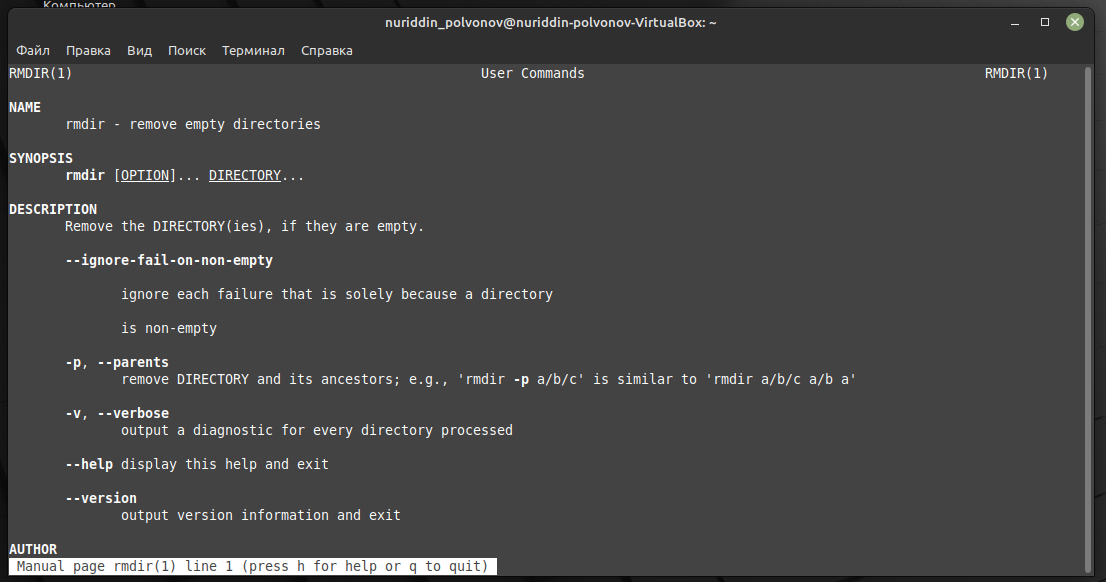 Компьютер
nuriddin_polvonov@nuriddin-polvonov-VirtualBox: ~
Файл Правка Вид Поиск Терминал Справка
RMDIR(1) User Commands RMDIR(1)
NAME
rmdir - remove empty directories
SYNOPSIS
rmdir [OPTION]... DIRECTORY...
DESCRIPTION
Remove the DIRECTORY(ies), if they are empty.
--ignore-fail-on-non-empty
ignore each failure that is solely because a directory
is non-empty
-p, --parents
remove DIRECTORY and its ancestors; e.g., 'rmdir -p a/b/c' is similar to 'rmdir a/b/c a/b a'
-v, --verbose
output a diagnostic for every directory processed
--help display this help and exit
--version
output version information and exit
AUTHOR
Manual page rmdir(1) line 1 (press h for help or q to quit)